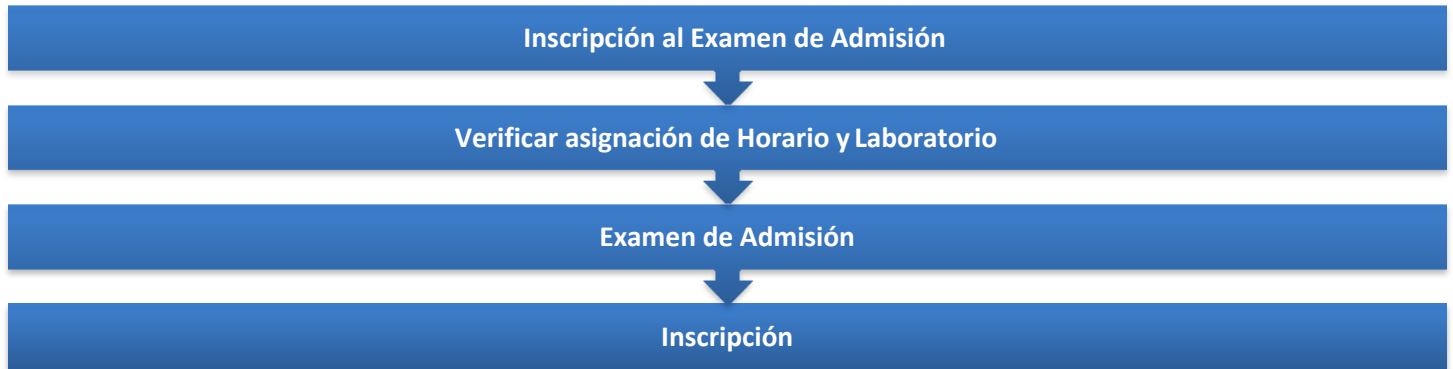 Inscripción al Examen de Admisión
Verificar asignación de Horario y Laboratorio
Examen de Admisión
Inscripción